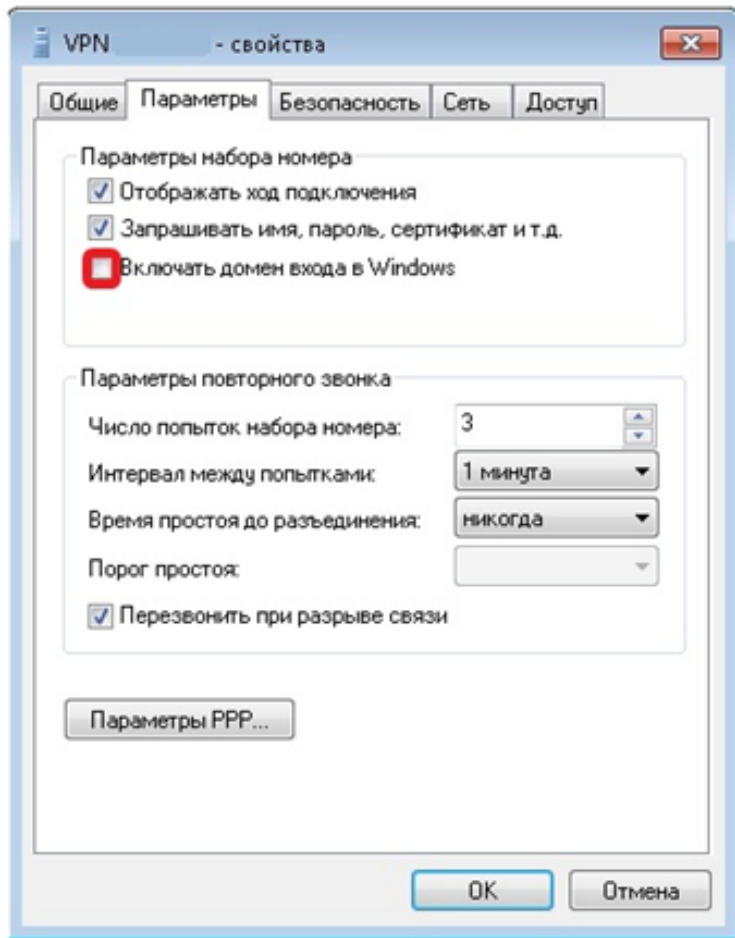 VPN - свойства
Общие Параметры Безопасность Сеть Доступ
Параметры набора номера
Отображать ход подключения
Запрашивать имя, пароль, сертификат и т.д.
Включать домен входа в Windows
Параметры повторного звонка
Число попыток набора номера: 3
Интервал между попытками: 1 минута
Время простоя до разъединения: никогда
Порог простоя:
Перезвонить при разрыве связи
Параметры PPP...
OK Отмена